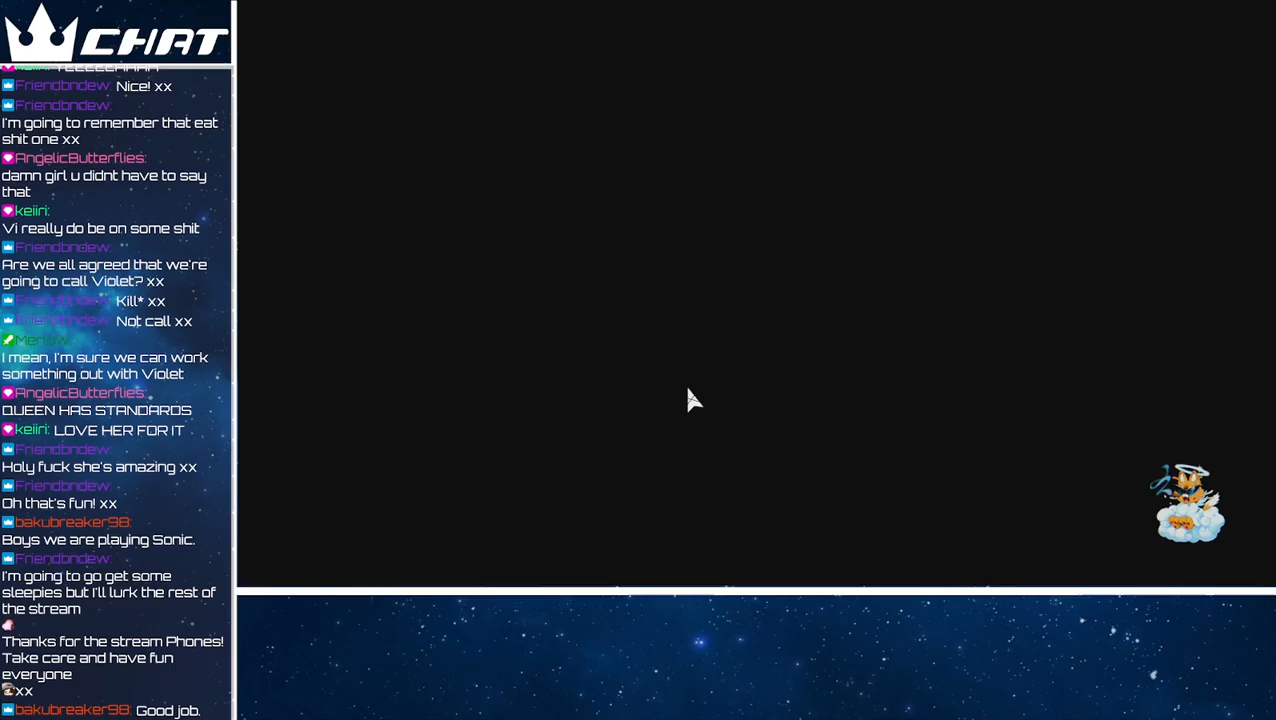 CHAT
keiiri: YEEEEEHHHH
Friendbndew: Nice! xx
Friendbndew:
I'm going to remember that eat
shit one xx
AngelicButterflies:
damn girl u didnt have to say
that
keiiri:
Vi really do be on some shit
Friendbndew:
Are we all agreed that we're
going to call Violet? xx
Friendbndew: Kill* xx
Friendbndew: Not call xx
Merlow:
I mean, I'm sure we can work
something out with Violet
AngelicButterflies:
QUEEN HAS STANDARDS
keiiri: LOVE HER FOR IT
Friendbndew:
Holy fuck she's amazing xx
Friendbndew:
Oh that's fun! xx
bakubreaker98:
Boys we are playing Sonic.
Friendbndew:
I'm going to go get some
sleepies but I'll lurk the rest of
the stream
Thanks for the stream Phones!
Take care and have fun
everyone
xx
bakubreaker98: Good job.